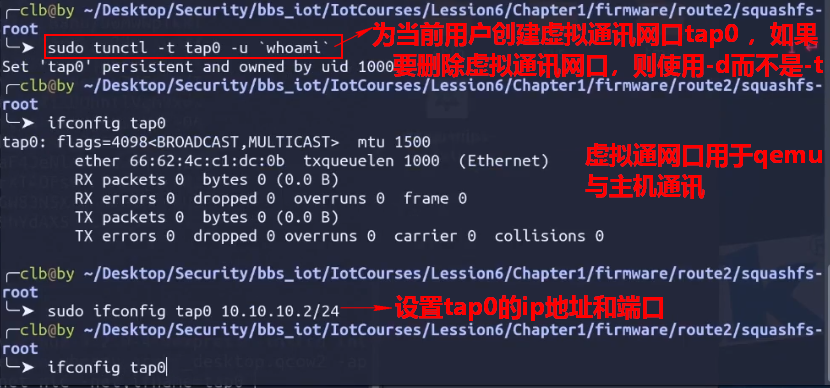 ╭─clb@by ~/Desktop/Security/bbs_iot/IotCourses/Lession6/Chapter1/firmware/route2/squashfs-
root
╰─➤ sudo tunctl -t tap0 -u `whoami`
为当前用户创建虚拟通讯网口tap0 ，如果
要删除虚拟通讯网口，则使用-d而不是-t
Set 'tap0' persistent and owned by uid 1000
╭─clb@by ~/Desktop/Security/bbs_iot/IotCourses/Lession6/Chapter1/firmware/route2/squashfs-
root
╰─➤ ifconfig tap0
tap0: flags=4098<BROADCAST,MULTICAST> mtu 1500
ether 66:62:4c:c1:dc:0b txqueuelen 1000 (Ethernet)
RX packets 0 bytes 0 (0.0 B)
RX errors 0 dropped 0 overruns 0 frame 0
TX packets 0 bytes 0 (0.0 B)
TX errors 0 dropped 0 overruns 0 carrier 0 collisions 0
虚拟通网口用于qemu
与主机通讯
╭─clb@by ~/Desktop/Security/bbs_iot/IotCourses/Lession6/Chapter1/firmware/route2/squashfs-
root
╰─➤ sudo ifconfig tap0 10.10.10.2/24
设置tap0的ip地址和端口
╭─clb@by ~/Desktop/Security/bbs_iot/IotCourses/Lession6/Chapter1/firmware/route2/squashfs-
root
╰─➤ ifconfig tap0